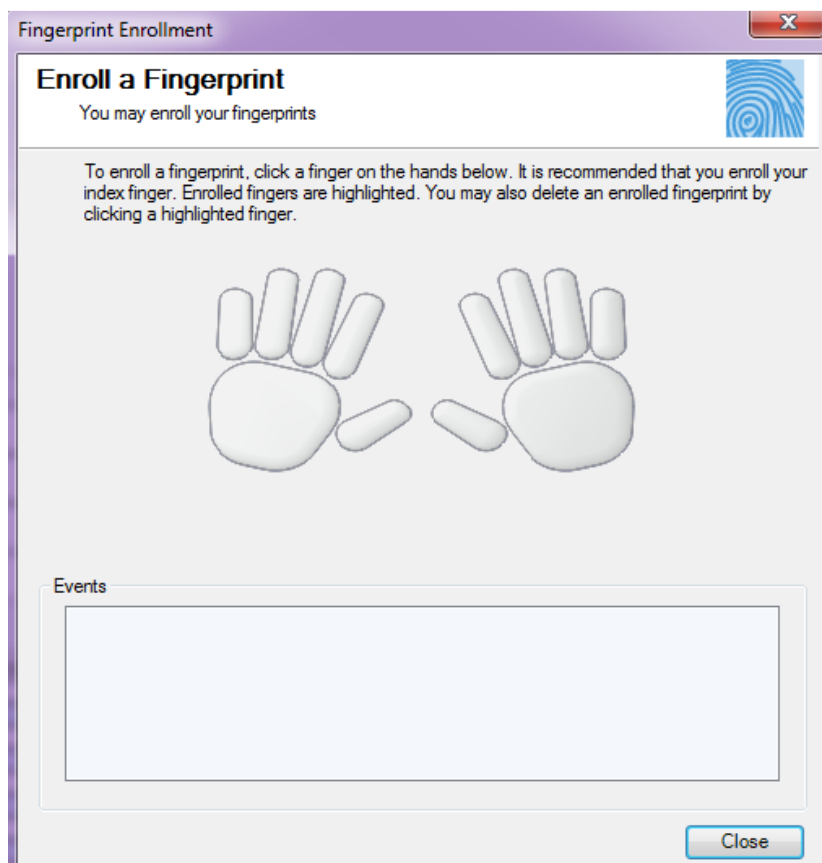 Fingerprint Enrollment
X
Enroll a Fingerprint
You may enroll your fingerprints
To enroll a fingerprint, click a finger on the hands below. It is recommended that you enroll your
index finger. Enrolled fingers are highlighted. You may also delete an enrolled fingerprint by
clicking a highlighted finger.
Events
Close